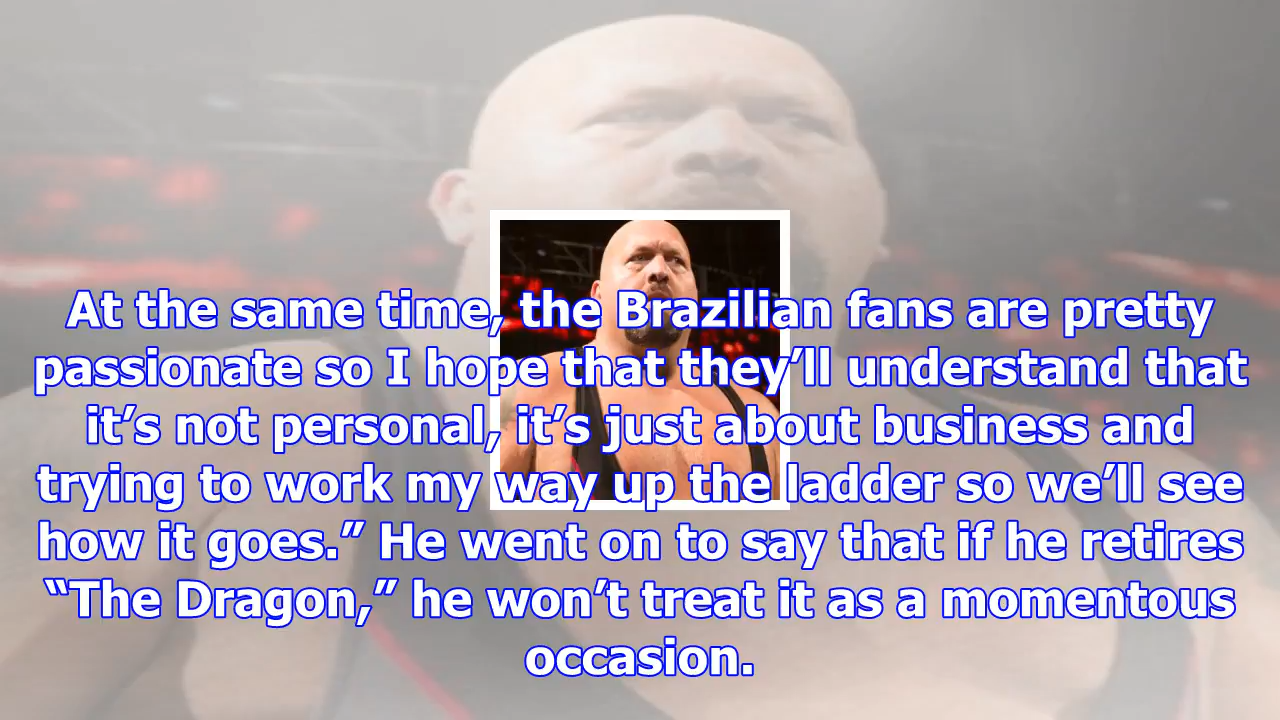 At the same time, the Brazilian fans are pretty
passionate so I hope that they’ll understand that
it’s not personal, it’s just about business and
trying to work my way up the ladder so we’ll see
how it goes.” He went on to say that if he retires
“The Dragon,” he won’t treat it as a momentous
occasion.